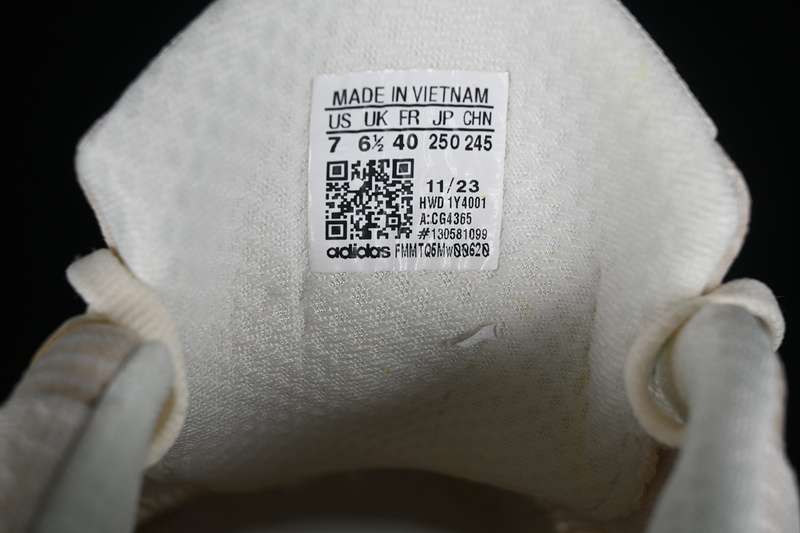 MADE IN VIETNAM
US UK FR JP CHN
7 6½ 40 250 245
11/23
HWD 1Y4001
A:CG4365
#130581099
adidas FMMTQ5Mw00620